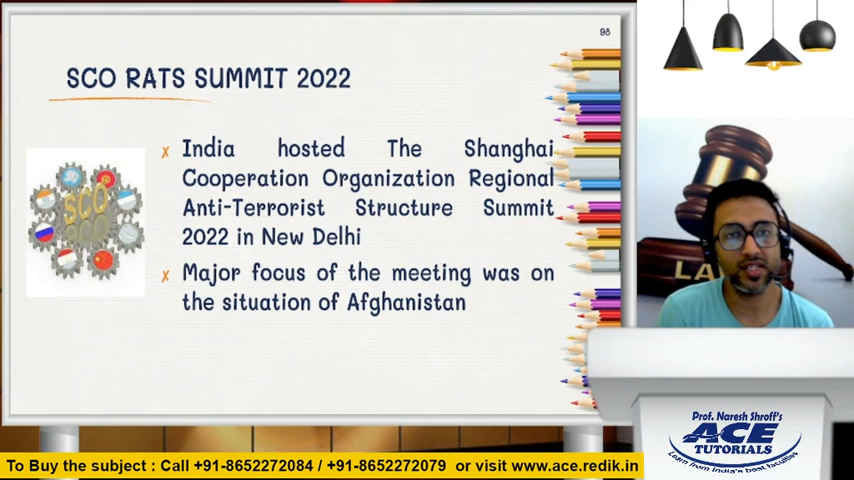 98
SCO RATS SUMMIT 2022
SCO
India hosted The Shanghai
Cooperation Organization Regional
Anti-Terrorist Structure Summit
2022 in New Delhi
Major focus of the meeting was on
the situation of Afghanistan
LAW
Prof. Naresh Shroff's
ACE
TUTORIALS
Learn from India's best faculties
To Buy the subject : Call +91-8652272084 / +91-8652272079 or visit www.ace.redik.in